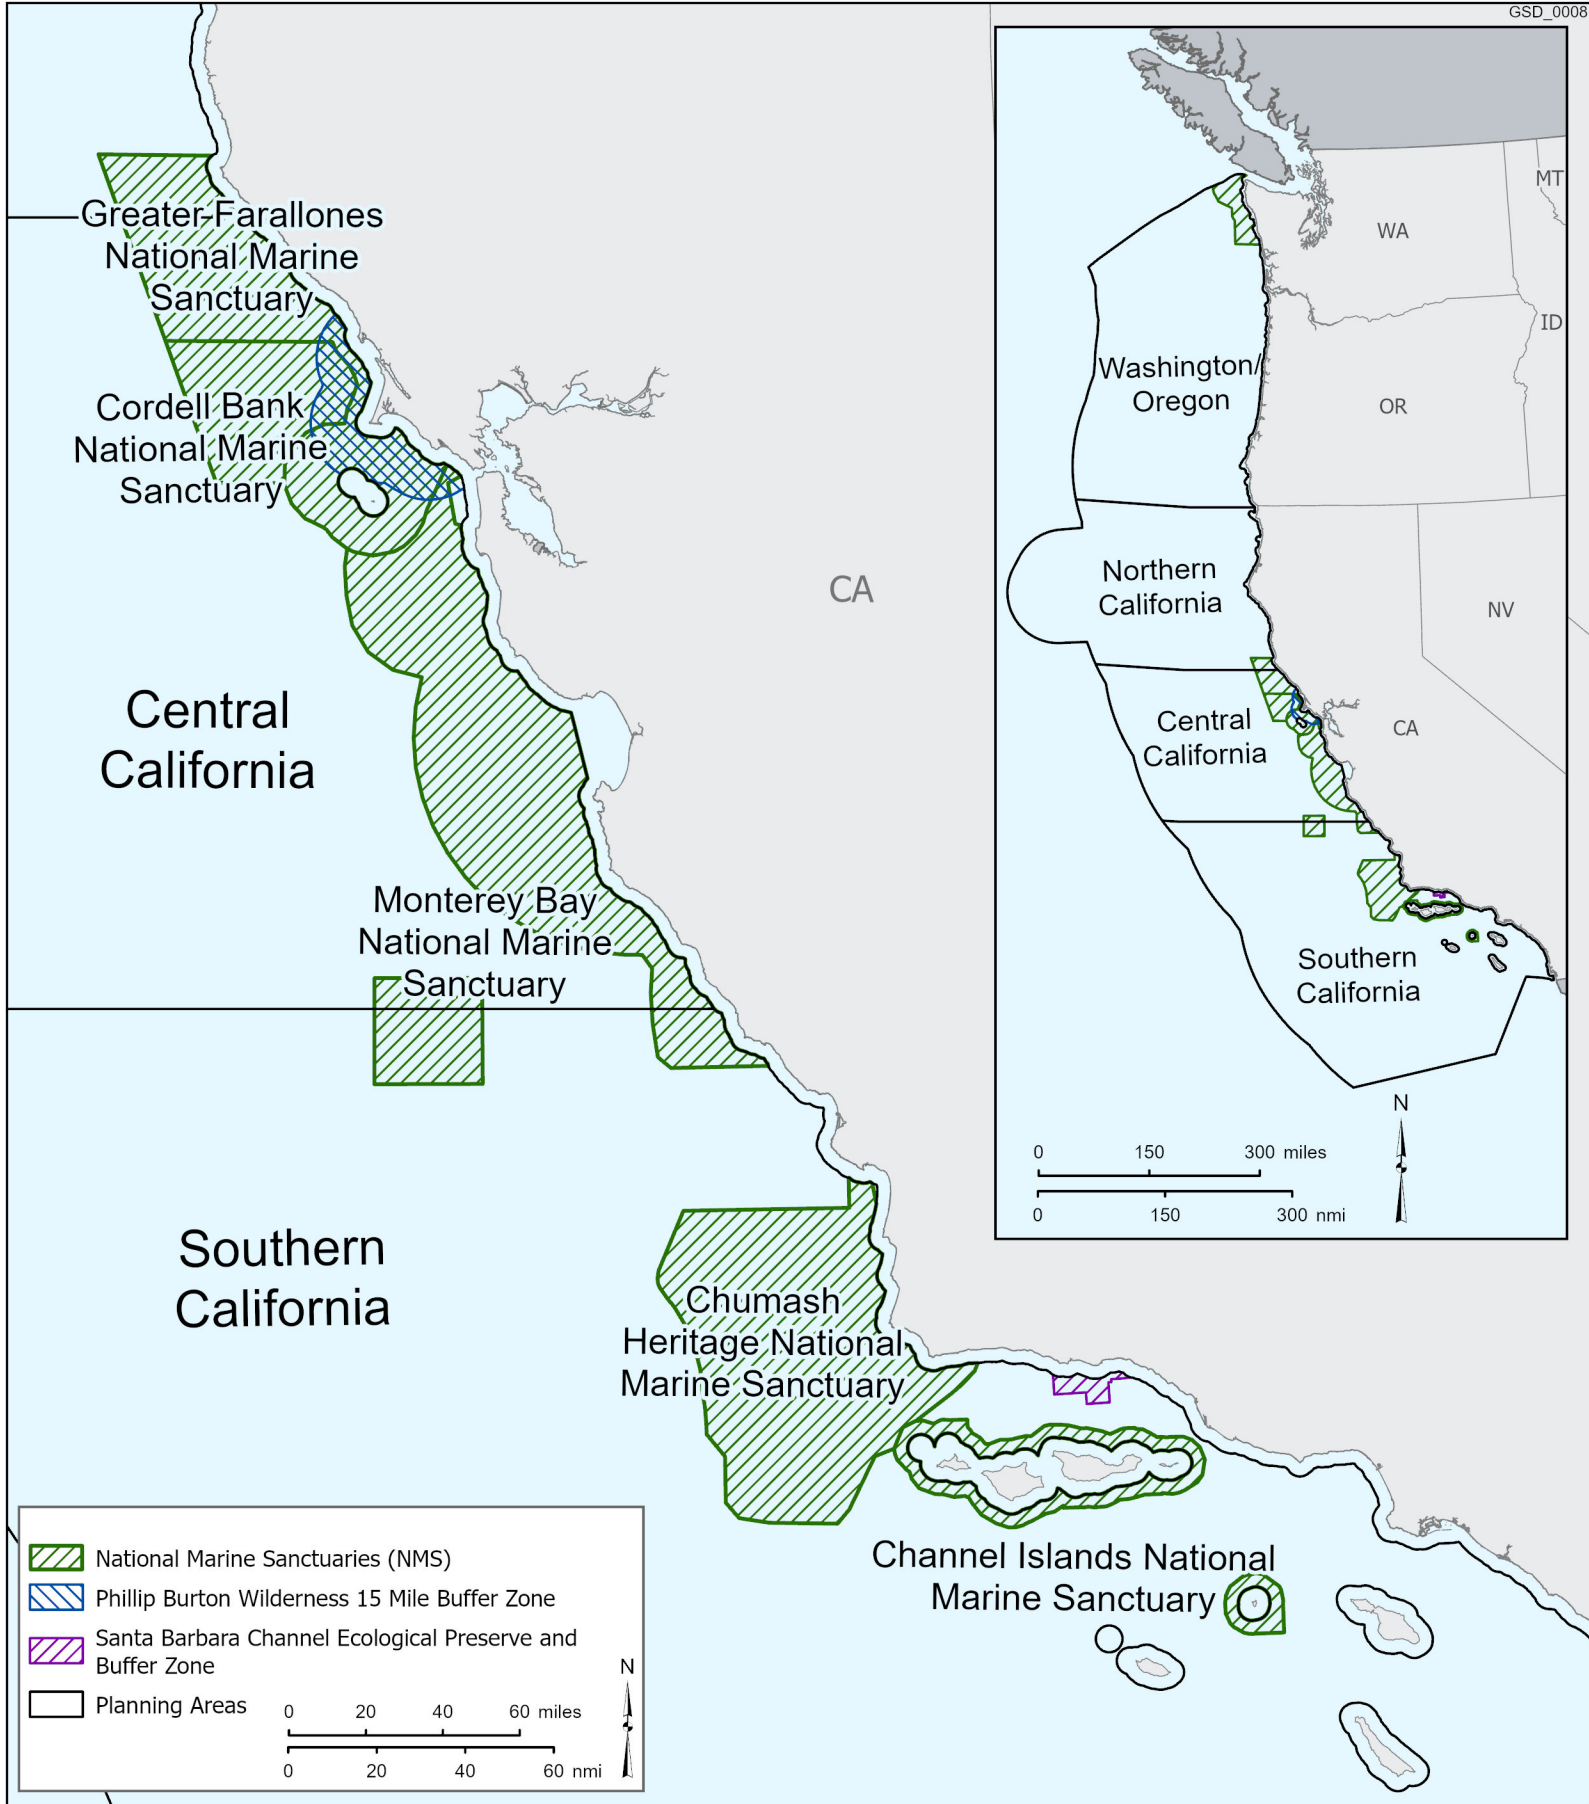 GSD_0008
Greater Farallones
National Marine
Sanctuary
Cordell Bank
National Marine
Sanctuary
CA
Central
California
Monterey Bay
National Marine
Sanctuary
Southern
California
Chumash
Heritage National
Marine Sanctuary
Channel Islands National
Marine Sanctuary
MT
WA
ID
Washington/
Oregon
OR
Northern
California
NV
Central
California
CA
Southern
California
N
0 150 300 miles
0 150 300 nmi
National Marine Sanctuaries (NMS)
Phillip Burton Wilderness 15 Mile Buffer Zone
Santa Barbara Channel Ecological Preserve and
Buffer Zone
Planning Areas
N
0 20 40 60 miles
0 20 40 60 nmi